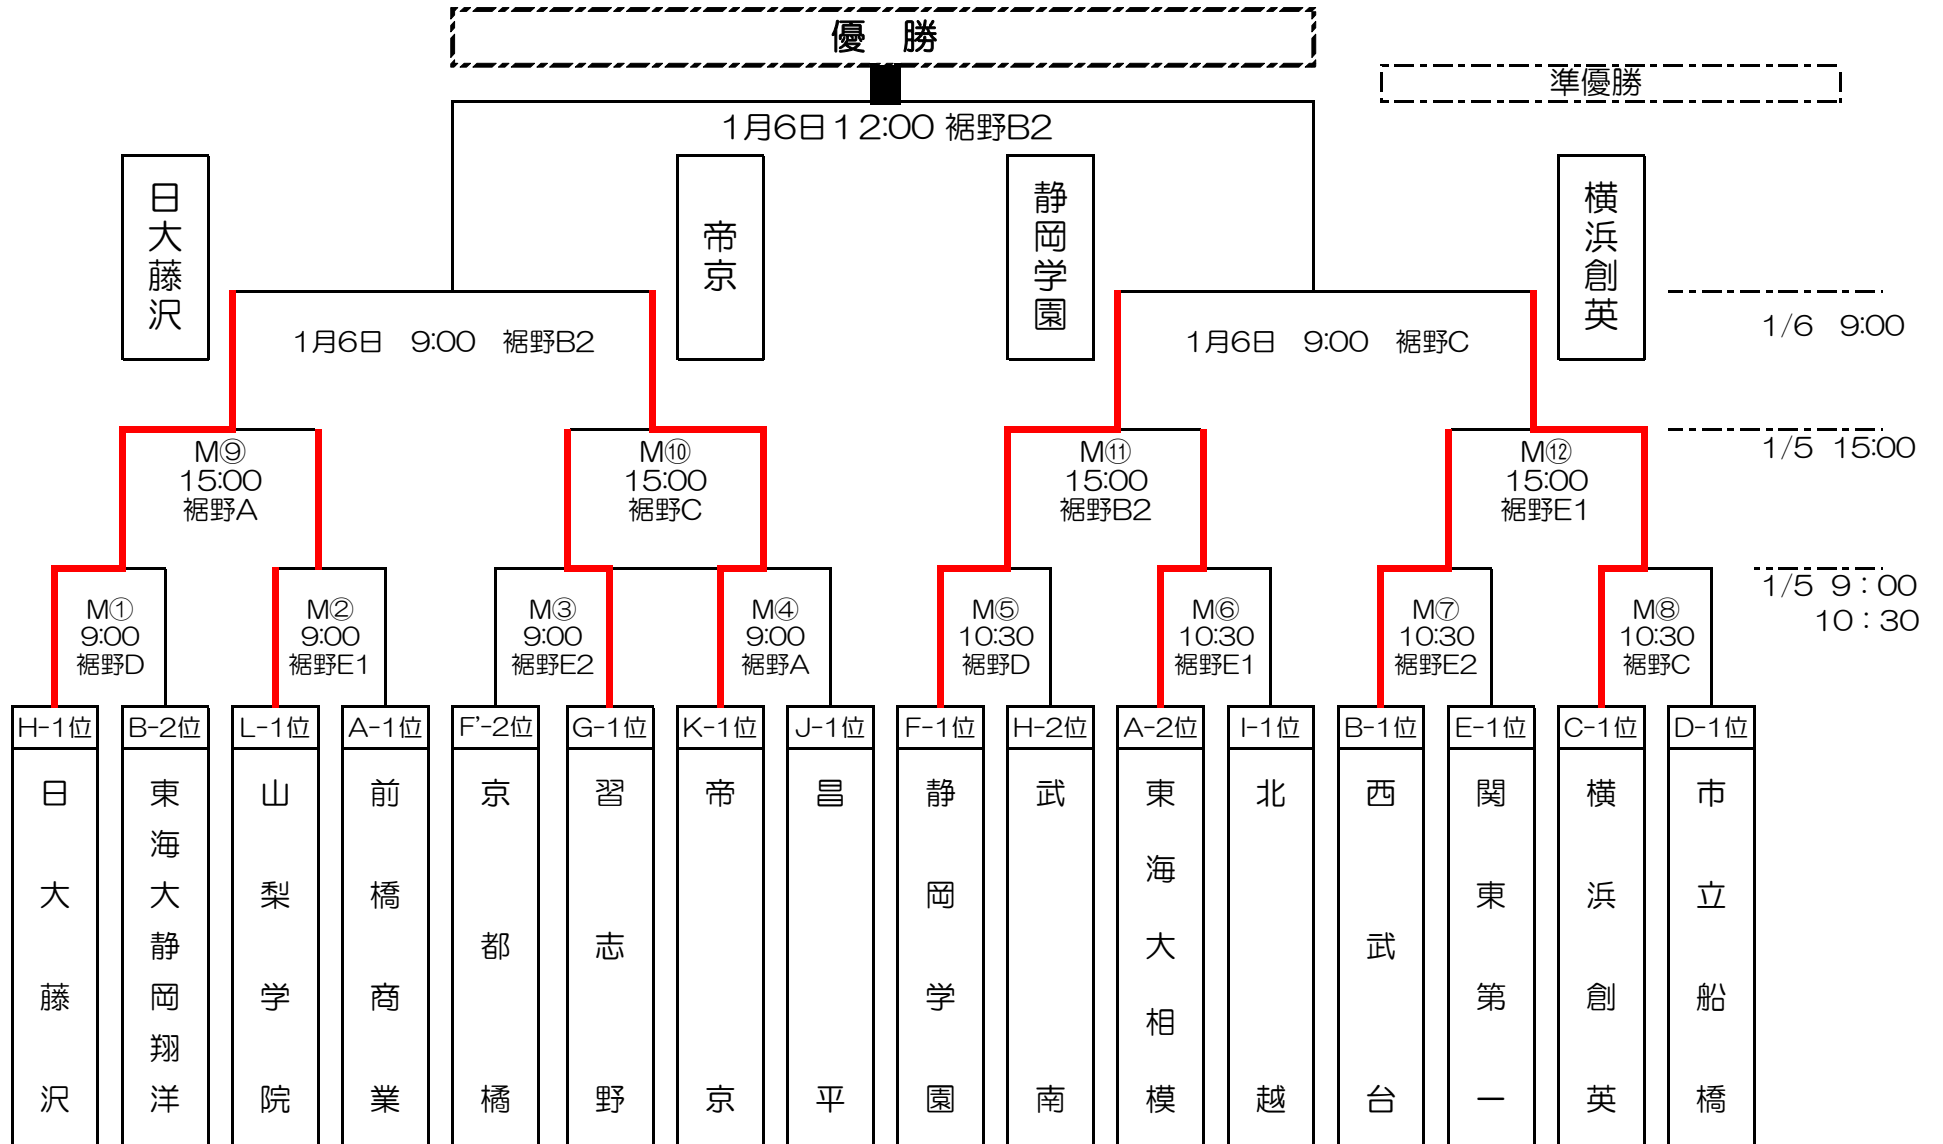 優　勝
準優勝
1月6日１２:00 裾野B2
日大藤沢
帝京
静岡学園
横浜創英
1月6日　9:00　裾野B2
1月6日　9:00　裾野C
1/6　9:00
M⑨
15:00
裾野A
M⑩
15:00
裾野C
M⑪
15:00
裾野B2
M⑫
15:00
裾野E1
1/5　15:00
M①
9:00
裾野D
M②
9:00
裾野E1
M③
9:00
裾野E2
M④
9:00
裾野A
M⑤
10:30
裾野D
M⑥
10:30
裾野E1
M⑦
10:30
裾野E2
M⑧
10:30
裾野C
1/5　9：00
10：30
H-1位
B-2位
L-1位
A-1位
F'-2位
G-1位
K-1位
J-1位
F-1位
H-2位
A-2位
I-1位
B-1位
E-1位
C-1位
D-1位
日大藤沢
東海大静岡翔洋
山梨学院
前橋商業
京都橘
習志野
帝京
昌平
静岡学園
武南
東海大相模
北越
西武台
関東第一
横浜創英
市立船橋